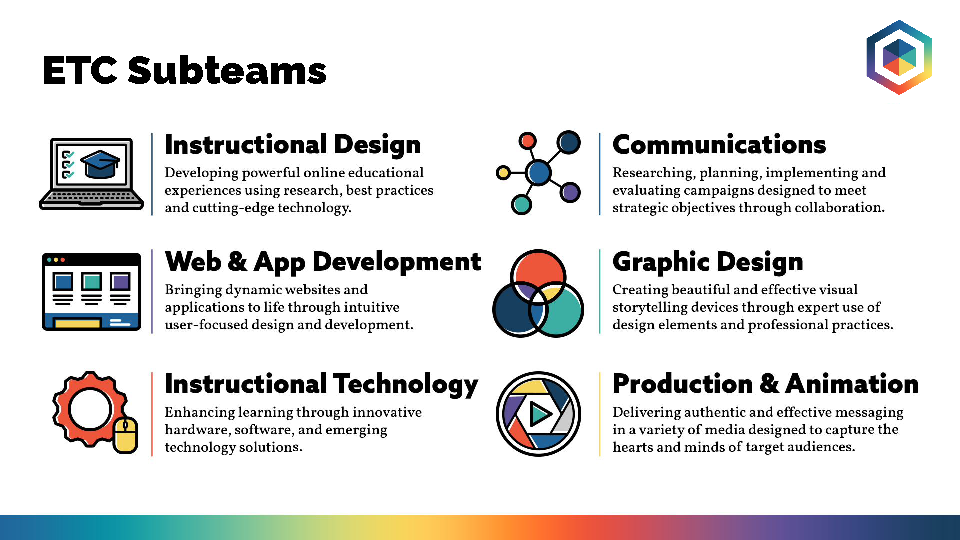 ETC Subteams
Instructional Design
Developing powerful online educational
experiences using research, best practices
and cutting-edge technology.
Communications
Researching, planning, implementing and
evaluating campaigns designed to meet
strategic objectives through collaboration.
Web & App Development
Bringing dynamic websites and
applications to life through intuitive
user-focused design and development.
Graphic Design
Creating beautiful and effective visual
storytelling devices through expert use of
design elements and professional practices.
Instructional Technology
Enhancing learning through innovative
hardware, software, and emerging
technology solutions.
Production & Animation
Delivering authentic and effective messaging
in a variety of media designed to capture the
hearts and minds of target audiences.